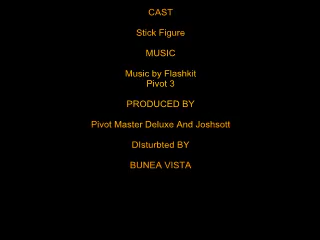 CAST
Stick Figure
MUSIC
Music by Flashkit
Pivot 3
PRODUCED BY
Pivot Master Deluxe And Joshsott
DIsturbted BY
BUNEA VISTA